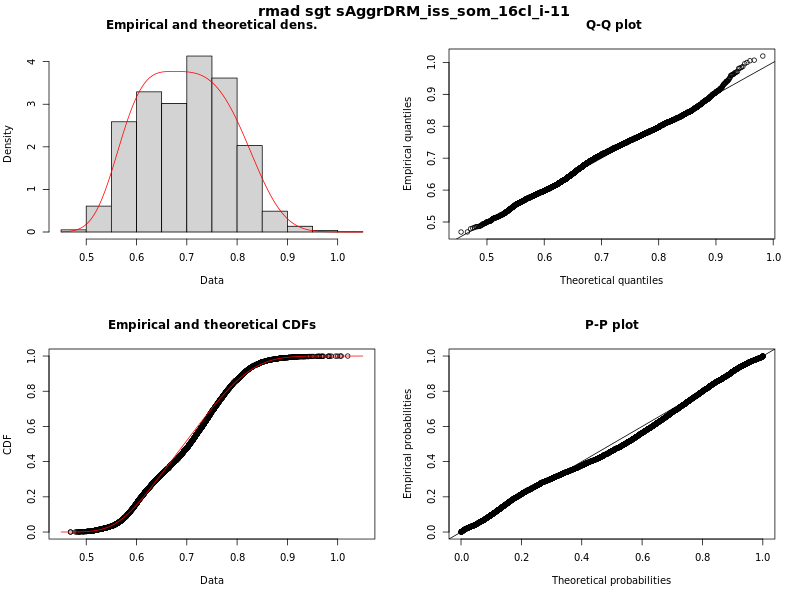 rmad sgt sAggrDRM_iss_som_16cl_i-11
Empirical and theoretical dens.
Density
0 1 2 3 4
0.5 0.6 0.7 0.8 0.9 1.0
Data
Q-Q plot
Empirical quantiles
0.5 0.6 0.7 0.8 0.9 1.0
0.5 0.6 0.7 0.8 0.9 1.0
Theoretical quantiles
Empirical and theoretical CDFs
CDF
0.0 0.2 0.4 0.6 0.8 1.0
0.5 0.6 0.7 0.8 0.9 1.0
Data
P-P plot
Empirical probabilities
0.0 0.2 0.4 0.6 0.8 1.0
0.0 0.2 0.4 0.6 0.8 1.0
Theoretical probabilities